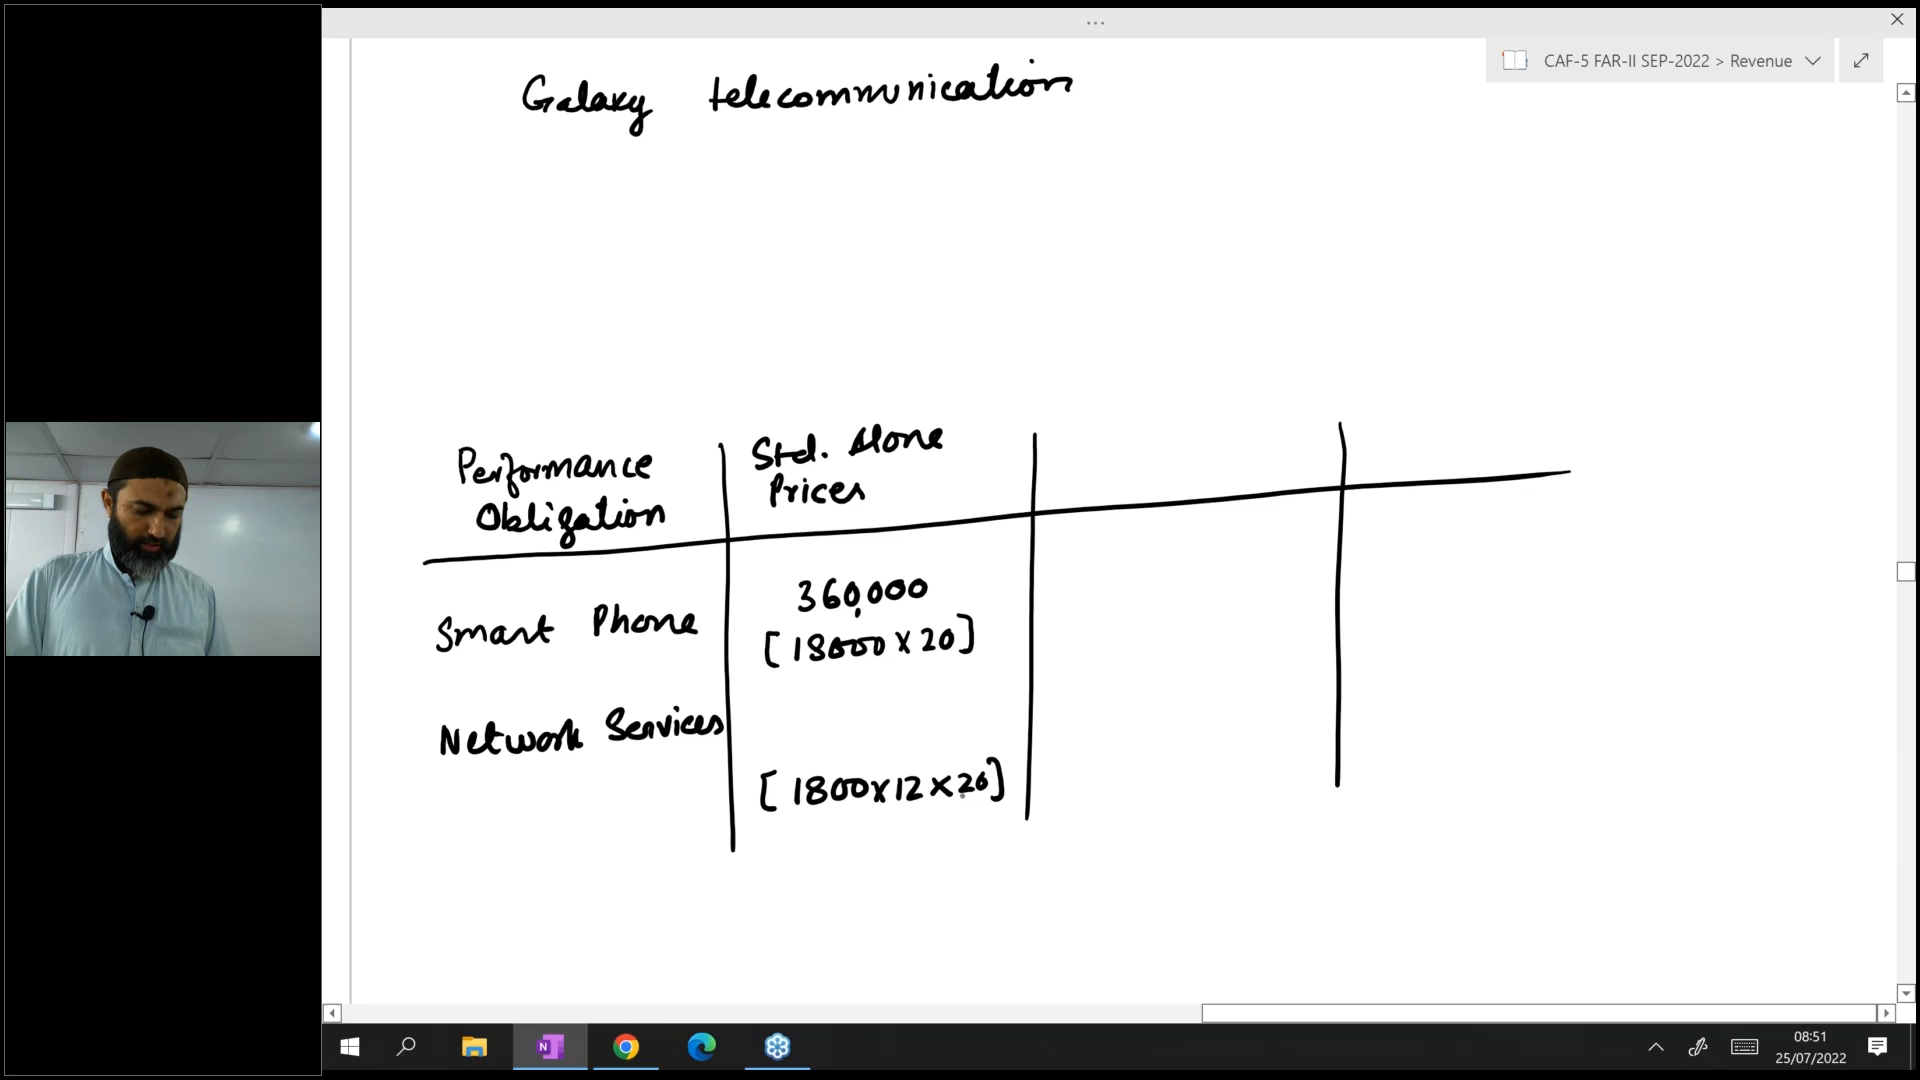 CAF-5 FAR-II SEP-2022 > Revenue
Galaxy telecommunication
Performance Obligation
Std. Alone Prices
Smart Phone
360,000
[18000 x 20]
Network Services
[1800 x 12 x 20]
08:51
25/07/2022